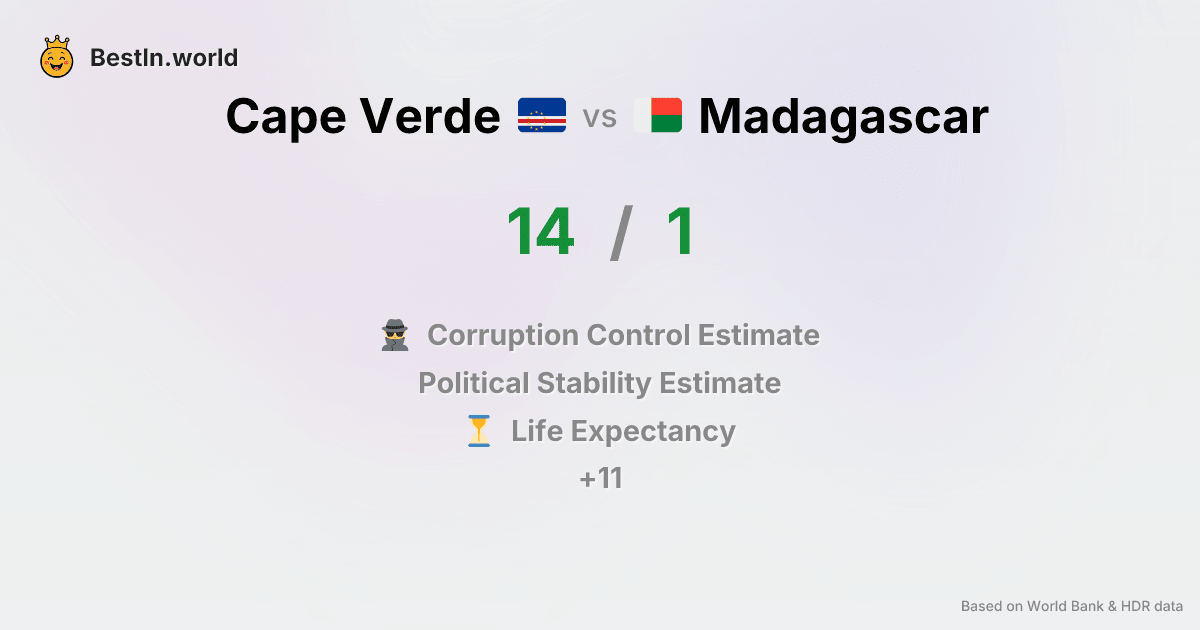 BestIn.world
Cape Verde vs Madagascar
14 / 1
Corruption Control Estimate
Political Stability Estimate
Life Expectancy
+11
Based on World Bank & HDR data